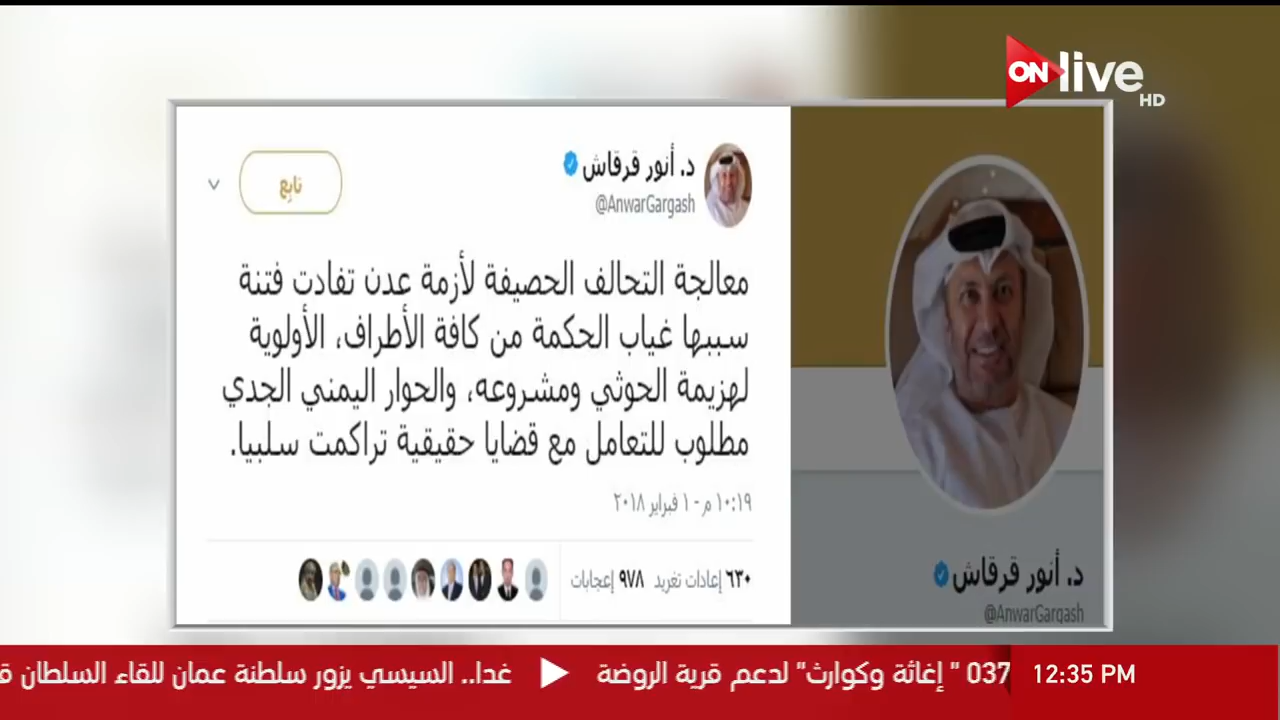 ON live
HD
د. أنور قرقاش
@AnwarGargash
تابِع
معالجة التحالف الحصيفة لأزمة عدن تفادت فتنة
سببها غياب الحكمة من كافة الأطراف، الأولوية
لهزيمة الحوثي ومشروعه، والحوار اليمني الجدي
مطلوب للتعامل مع قضايا حقيقية تراكمت سلبيا.
١٠:١٩ م - ١ فبراير ٢٠١٨
٦٣٠ إعادات تغريد ٩٧٨ إعجابات
د. أنور قرقاش
@AnwarGargash
037 " إغاثة وكوارث" لدعم قرية الروضة
غدا.. السيسي يزور سلطنة عمان للقاء السلطان
12:35 PM